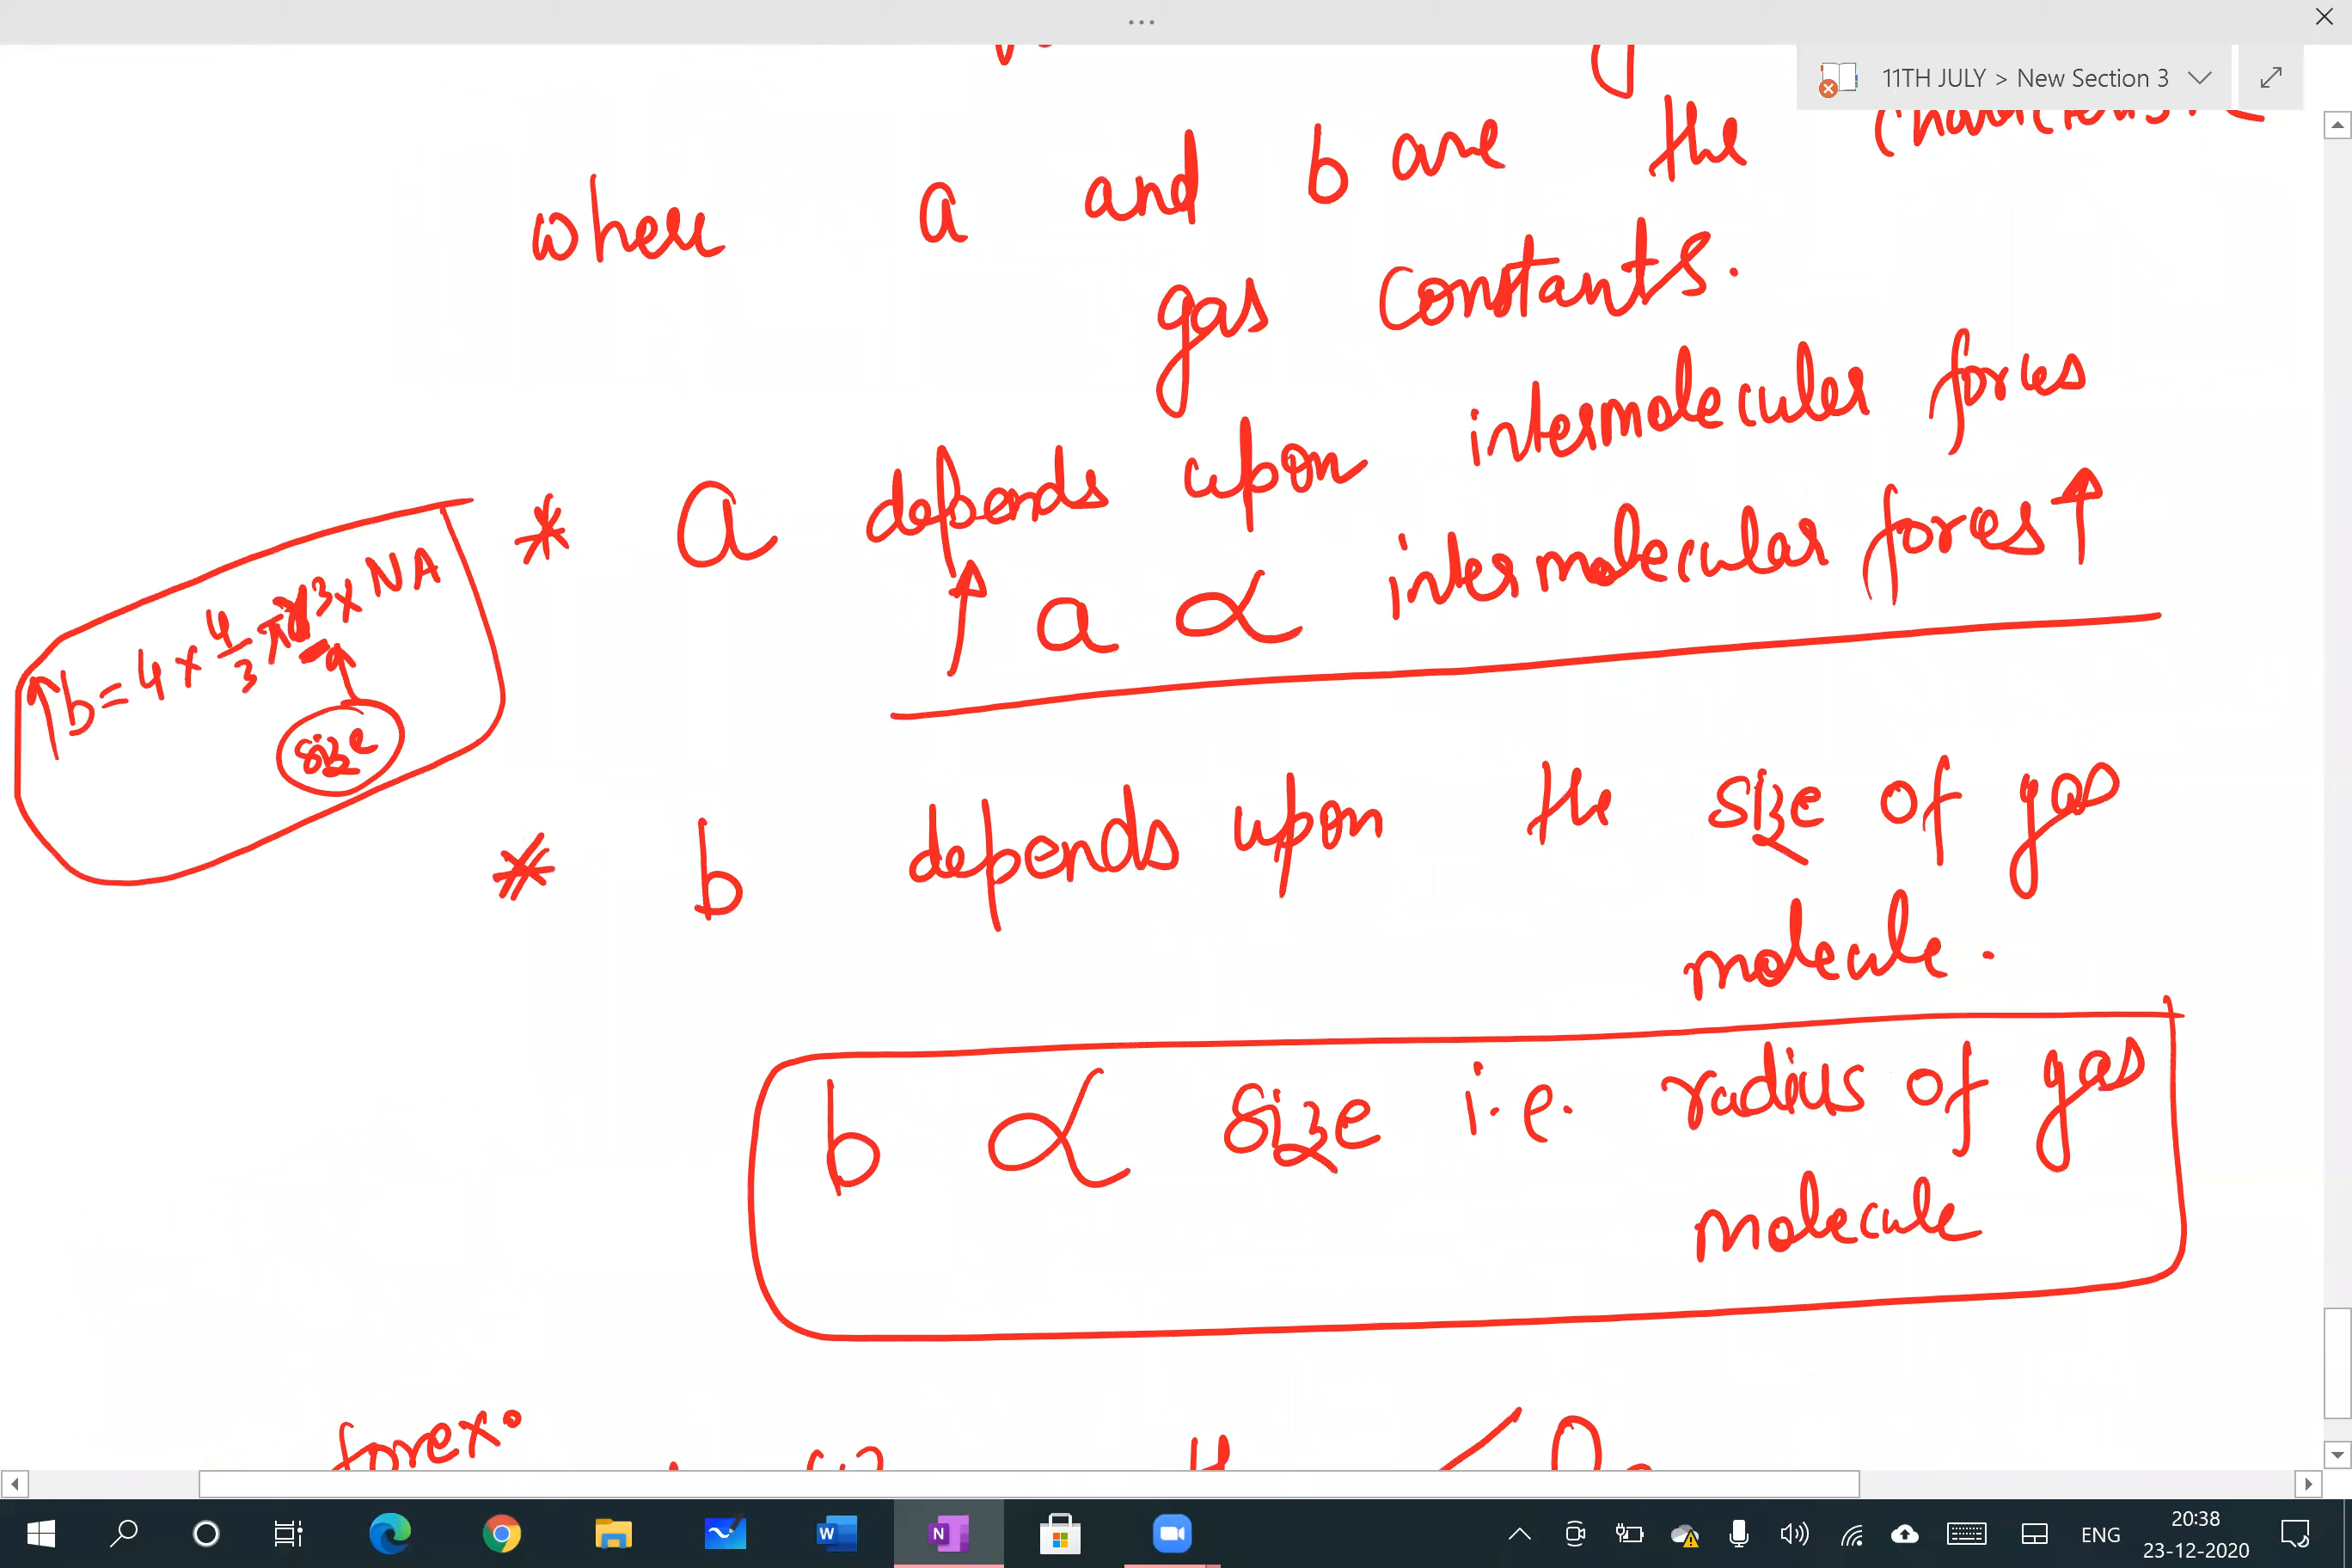 11TH JULY > New Section 3
where a and b are the
gas constants.
* a depends upon intermoleculer forces
↑ a ∝ intermolecular forces ↑
↑b = 4 × 4/3 πr³ × NA
size
* b depends upon the size of gas
molecule.
b ∝ size i.e. radius of gas
molecule
forex.
ENG
20:38
23-12-2020